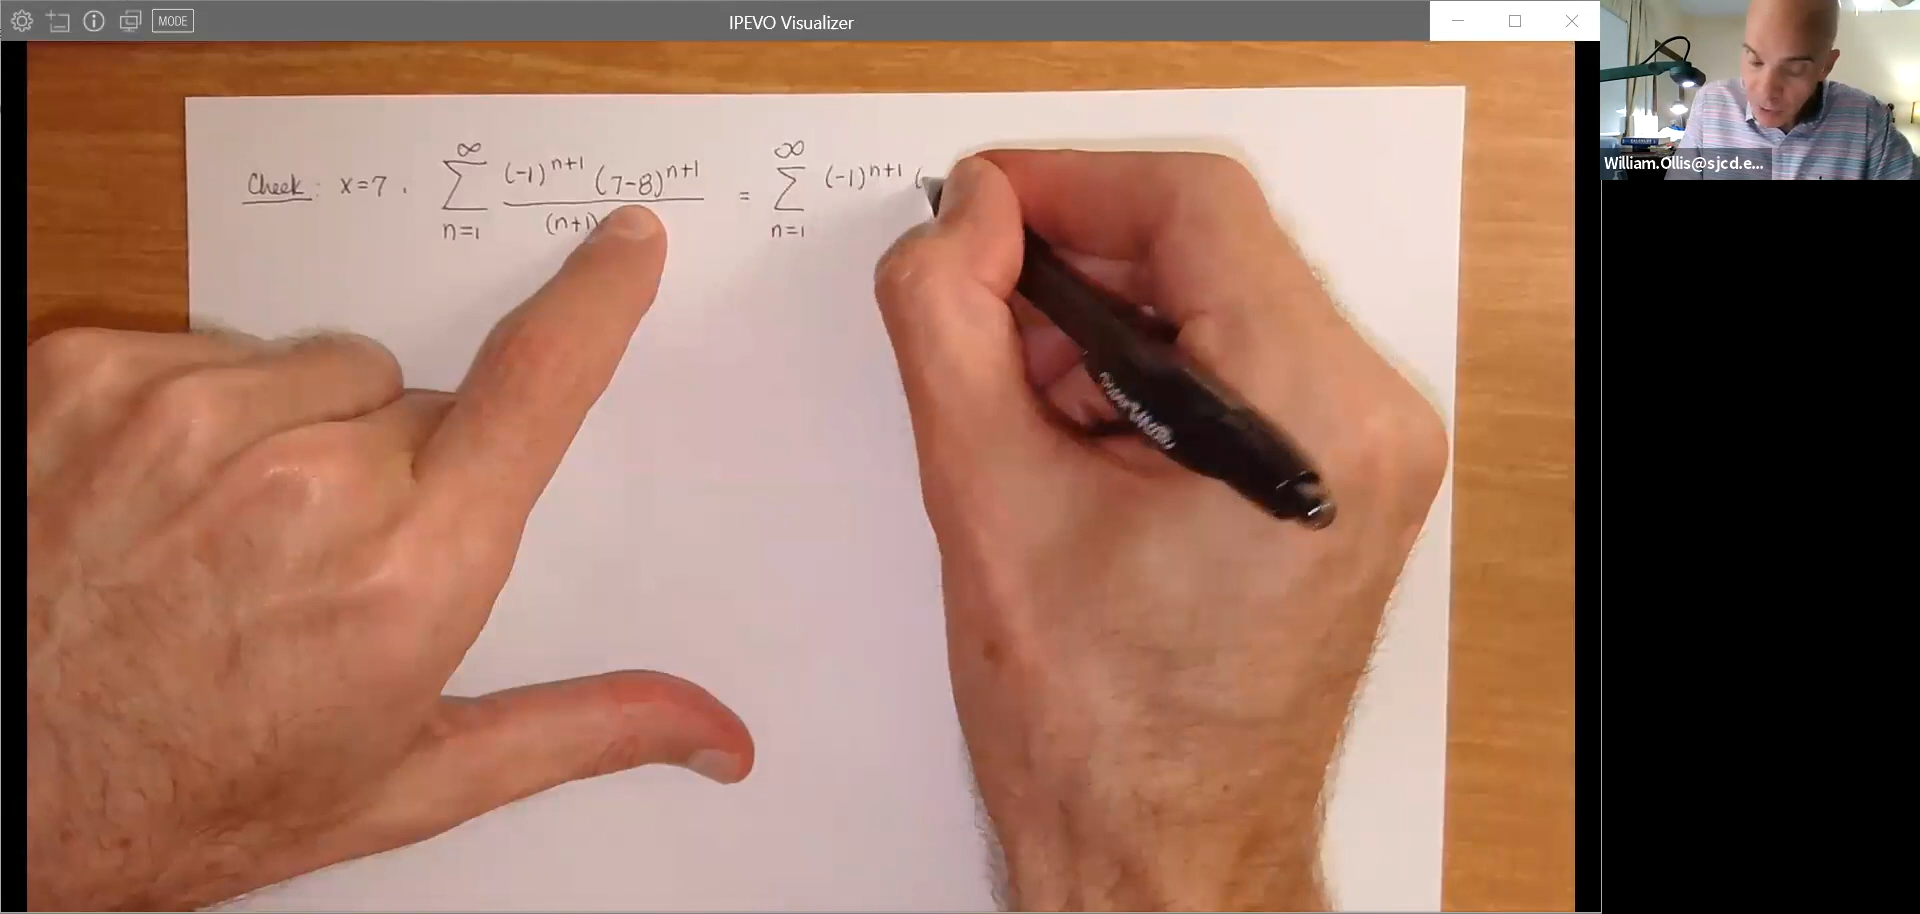 MODE
IPEVO Visualizer
William.Ollis@sjcd.e...
Check: x=7. ∞ Σ n=1 (-1)^n+1 (7-8)^n+1 / (n+1) = ∞ Σ n=1 (-1)^n+1 (